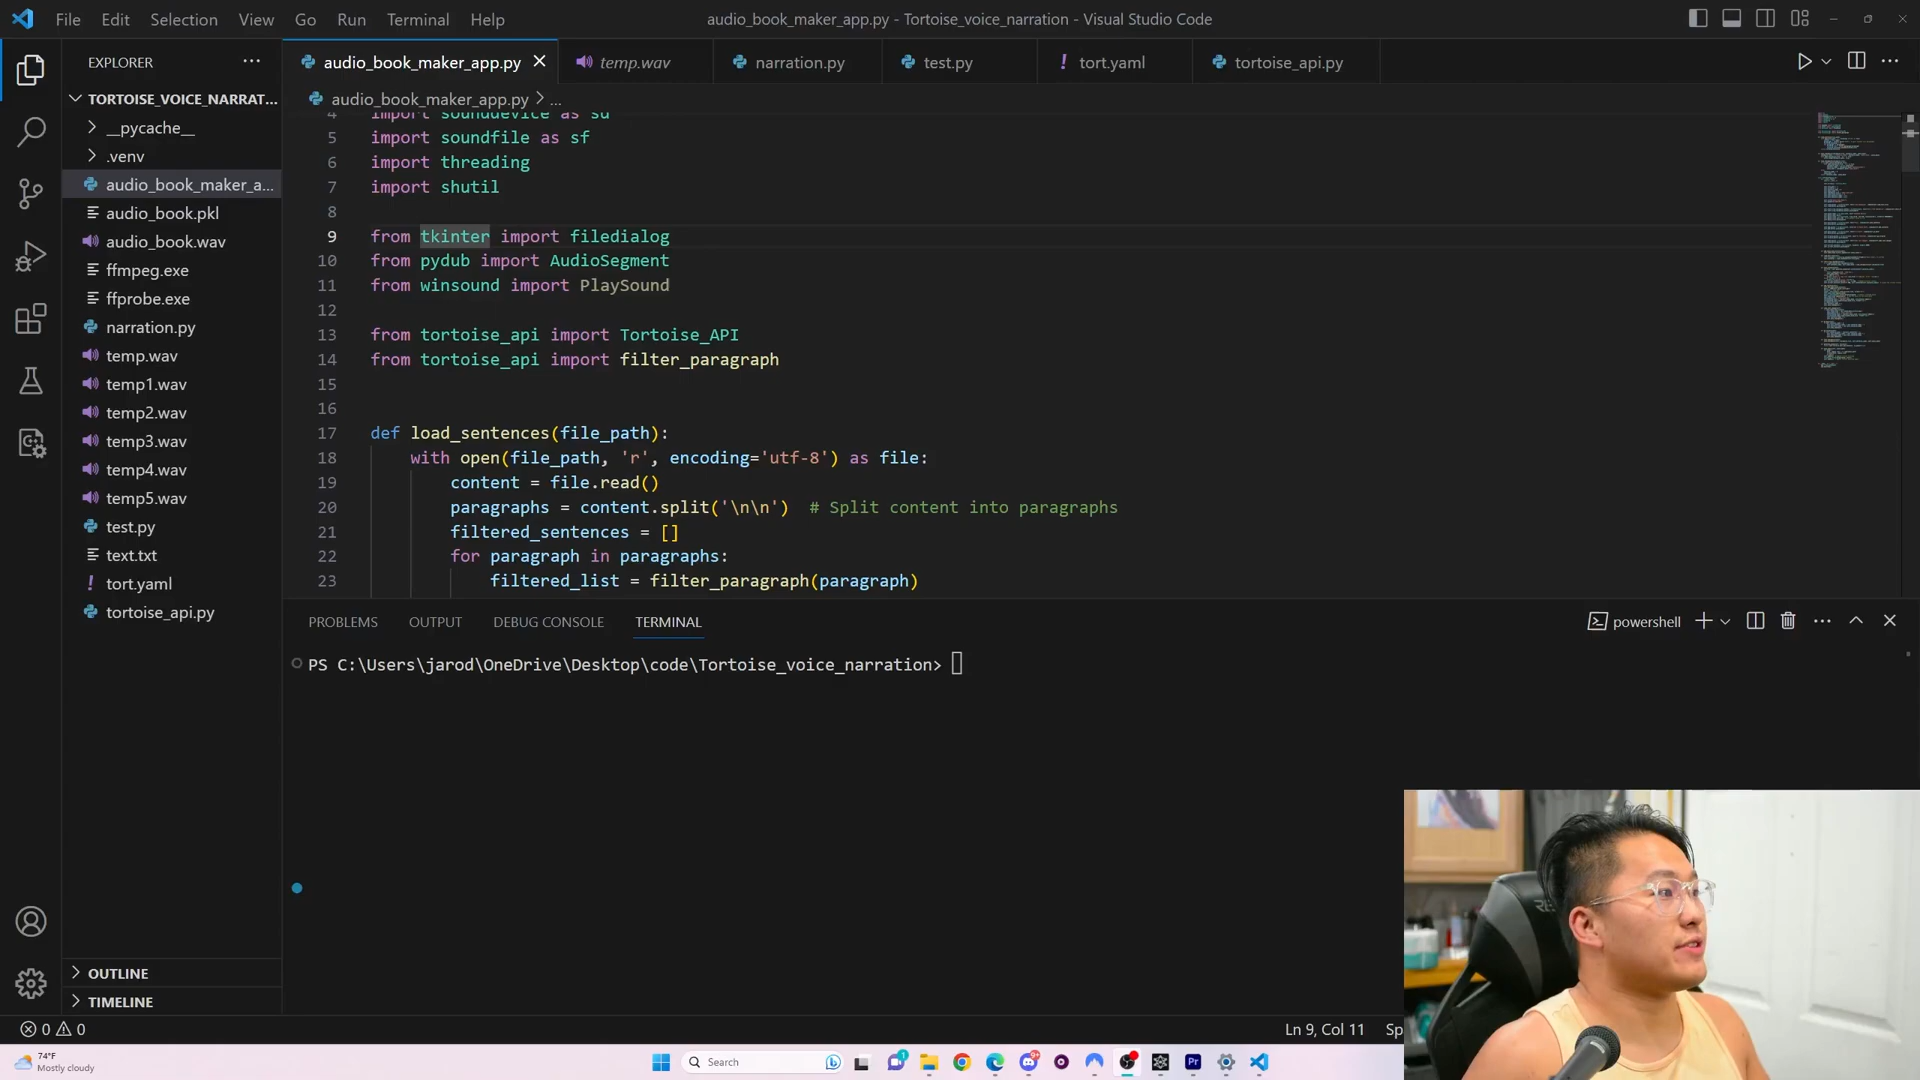 File Edit Selection View Go Run Terminal Help
audio_book_maker_app.py - Tortoise_voice_narration - Visual Studio Code
EXPLORER
audio_book_maker_app.py
temp.wav
narration.py
test.py
! tort.yaml
tortoise_api.py
TORTOISE_VOICE_NARRAT...
__pycache__
.venv
audio_book_maker_a...
audio_book.pkl
audio_book.wav
ffmpeg.exe
ffprobe.exe
narration.py
temp.wav
temp1.wav
temp2.wav
temp3.wav
temp4.wav
temp5.wav
test.py
text.txt
! tort.yaml
tortoise_api.py
OUTLINE
TIMELINE
audio_book_maker_app.py > ...
4 import sounddevice as sd
5 import soundfile as sf
6 import threading
7 import shutil
8
9 from tkinter import filedialog
10 from pydub import AudioSegment
11 from winsound import PlaySound
12
13 from tortoise_api import Tortoise_API
14 from tortoise_api import filter_paragraph
15
16
17 def load_sentences(file_path):
18 with open(file_path, 'r', encoding='utf-8') as file:
19 content = file.read()
20 paragraphs = content.split('\n\n') # Split content into paragraphs
21 filtered_sentences = []
22 for paragraph in paragraphs:
23 filtered_list = filter_paragraph(paragraph)
PROBLEMS OUTPUT DEBUG CONSOLE TERMINAL
powershell
PS C:\Users\jarod\OneDrive\Desktop\code\Tortoise_voice_narration>
0 0
Ln 9, Col 11 Sp
74°F
Mostly cloudy
Search
Pr